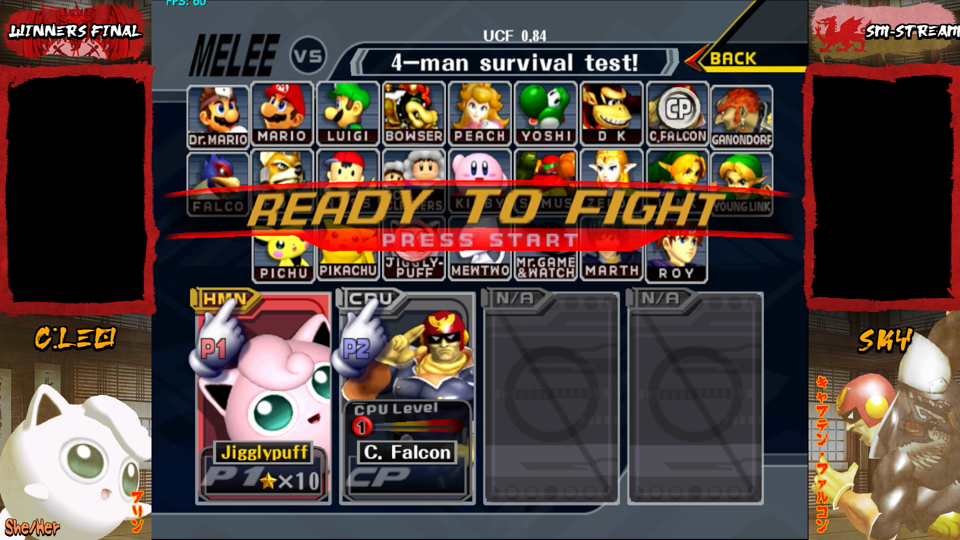 FPS: 60
WINNERS FINAL
SM-STREAM
UCF 0.84
MELEE
VS
4-man survival test!
BACK
DR.MARIO
MARIO
LUIGI
BOWSER
PEACH
YOSHI
D K
CP
C.FALCON
GANONDORF
FALCO
YOUNG LINK
READY TO FIGHT
PRESS START
PICHU
PIKACHU
JIGGLY-
PUFF
MEWTWO
MR.GAME
& WATCH
MARTH
ROY
HMN
CPU
N/A
N/A
P1
P2
C.LEO
SK4
CPU Level
1
Jigglypuff
C. Falcon
P1
×10
CP
プリン
She/Her
キャプテン・ファルコン